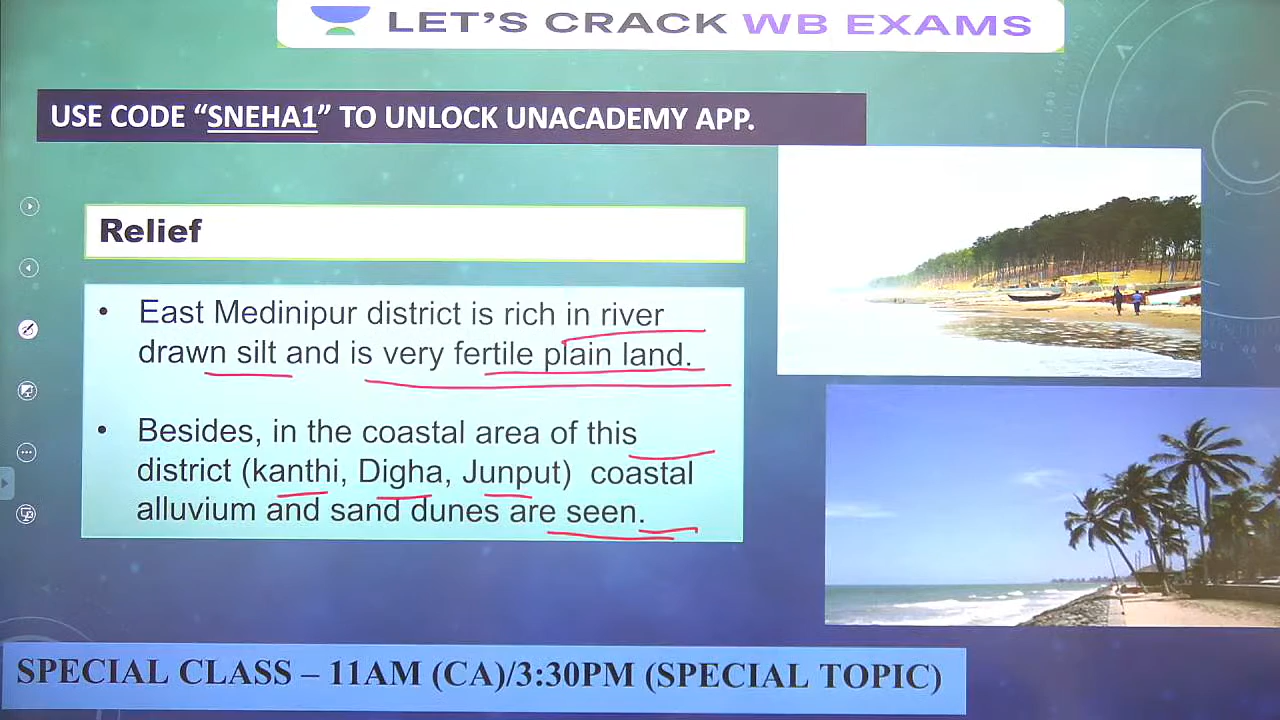 LET'S CRACK WB EXAMS
USE CODE “SNEHA1” TO UNLOCK UNACADEMY APP.
Relief
• East Medinipur district is rich in river
drawn silt and is very fertile plain land.
• Besides, in the coastal area of this
district (kanthi, Digha, Junput) coastal
alluvium and sand dunes are seen.
SPECIAL CLASS – 11AM (CA)/3:30PM (SPECIAL TOPIC)